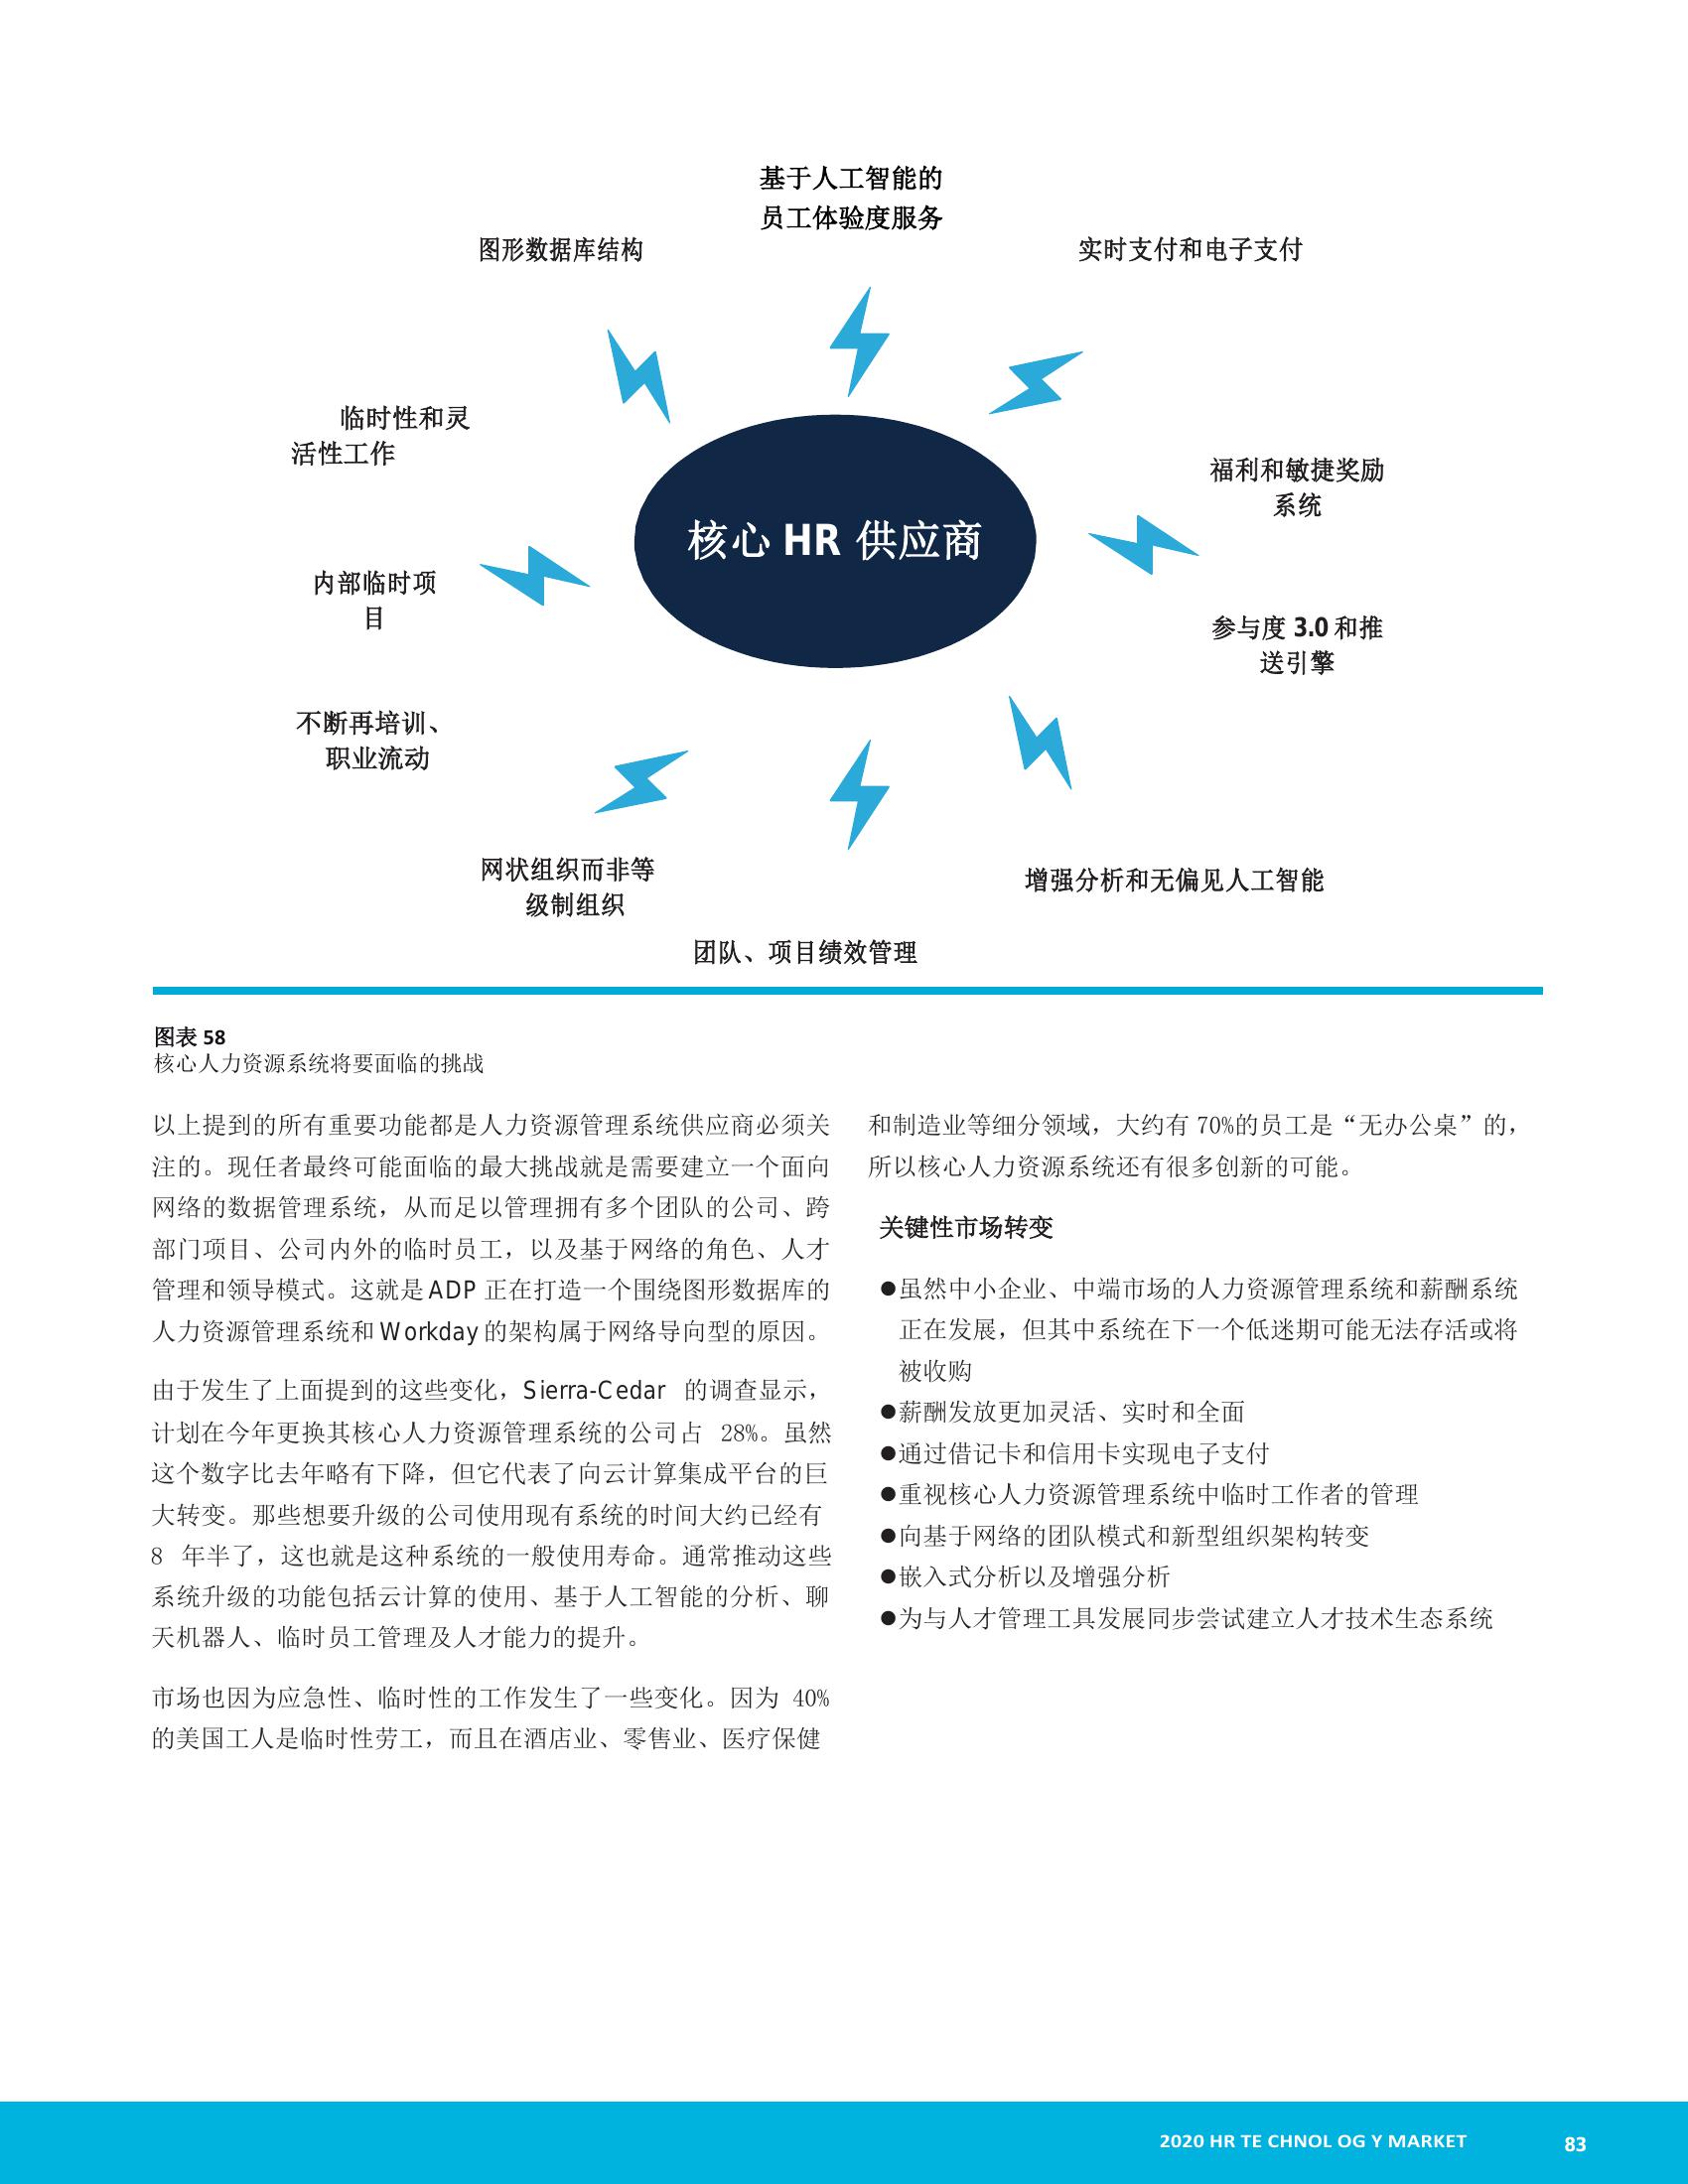 基于人工智能的
员工体验度服务
图形数据库结构
实时支付和电子支付
临时性和灵
活性工作
福利和敏捷奖励
系统
核心 HR 供应商
内部临时项
目
参与度 3.0 和推
送引擎
不断再培训、
职业流动
网状组织而非等
级制组织
增强分析和无偏见人工智能
团队、项目绩效管理
图表 58
核心人力资源系统将要面临的挑战
以上提到的所有重要功能都是人力资源管理系统供应商必须关
注的。现任者最终可能面临的最大挑战就是需要建立一个面向
网络的数据管理系统，从而足以管理拥有多个团队的公司、跨
部门项目、公司内外的临时员工，以及基于网络的角色、人才
管理和领导模式。这就是 ADP 正在打造一个围绕图形数据库的
人力资源管理系统和 Workday 的架构属于网络导向型的原因。
由于发生了上面提到的这些变化，Sierra-Cedar 的调查显示，
计划在今年更换其核心人力资源管理系统的公司占 28%。虽然
这个数字比去年略有下降，但它代表了向云计算集成平台的巨
大转变。那些想要升级的公司使用现有系统的时间大约已经有
8 年半了，这也就是这种系统的一般使用寿命。通常推动这些
系统升级的功能包括云计算的使用、基于人工智能的分析、聊
天机器人、临时员工管理及人才能力的提升。
市场也因为应急性、临时性的工作发生了一些变化。因为 40%
的美国工人是临时性劳工，而且在酒店业、零售业、医疗保健
和制造业等细分领域，大约有 70%的员工是“无办公桌”的，
所以核心人力资源系统还有很多创新的可能。
关键性市场转变
●虽然中小企业、中端市场的人力资源管理系统和薪酬系统
正在发展，但其中系统在下一个低迷期可能无法存活或将
被收购
●薪酬发放更加灵活、实时和全面
●通过借记卡和信用卡实现电子支付
●重视核心人力资源管理系统中临时工作者的管理
●向基于网络的团队模式和新型组织架构转变
●嵌入式分析以及增强分析
●为与人才管理工具发展同步尝试建立人才技术生态系统
2020 HR TE CHNOL OG Y MARKET 83